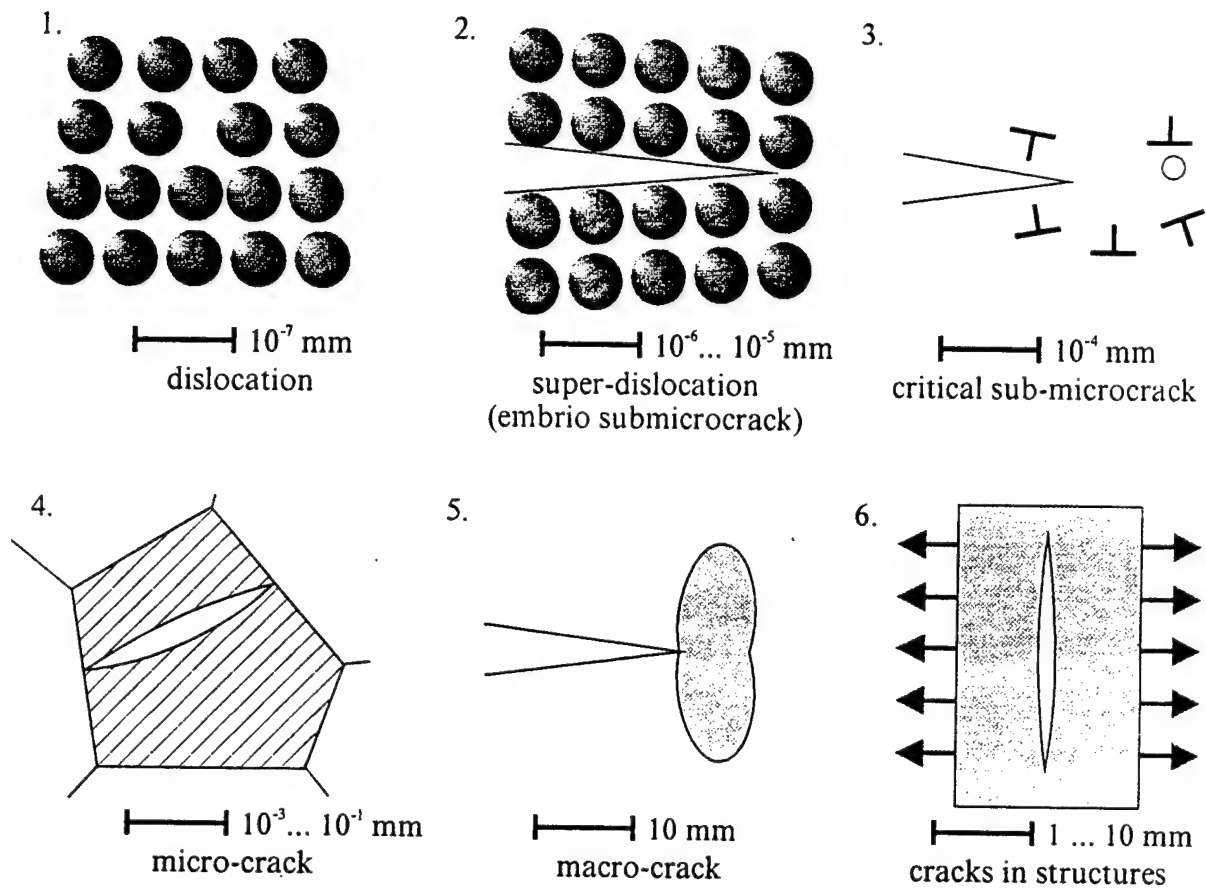 1.
10⁻⁷ mm
dislocation
2.
10⁻⁶... 10⁻⁵ mm
super-dislocation
(embrio submicrocrack)
3.
10⁻⁴ mm
critical sub-microcrack
4.
10⁻³... 10⁻¹ mm
micro-crack
5.
10 mm
macro-crack
6.
1 ... 10 mm
cracks in structures